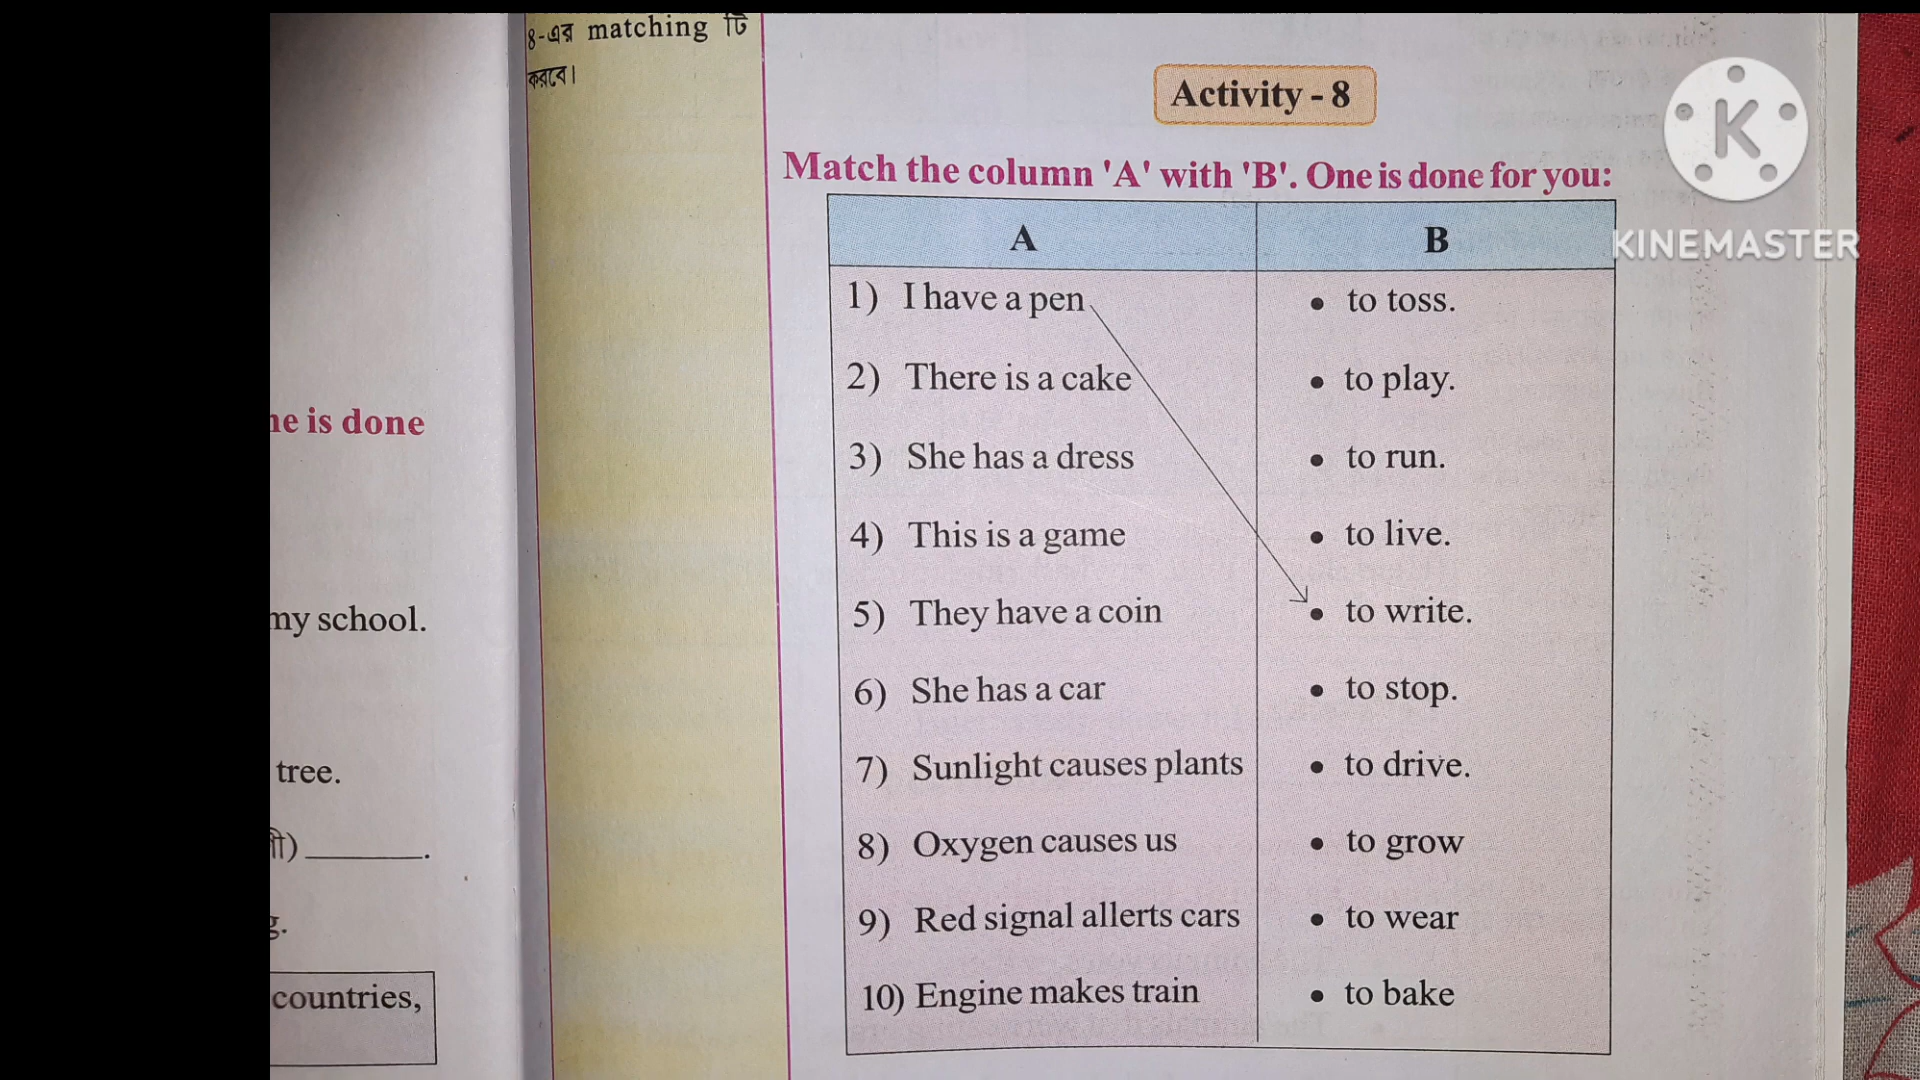 ৪-এর matching টি
করবে।
ne is done
my school.
tree.
নী) ______.
g.
countries,
Activity - 8
Match the column 'A' with 'B'. One is done for you:
A B
1) I have a pen • to toss.
2) There is a cake • to play.
3) She has a dress • to run.
4) This is a game • to live.
5) They have a coin • to write.
6) She has a car • to stop.
7) Sunlight causes plants • to drive.
8) Oxygen causes us • to grow
9) Red signal allerts cars • to wear
10) Engine makes train • to bake
K
KINEMASTER